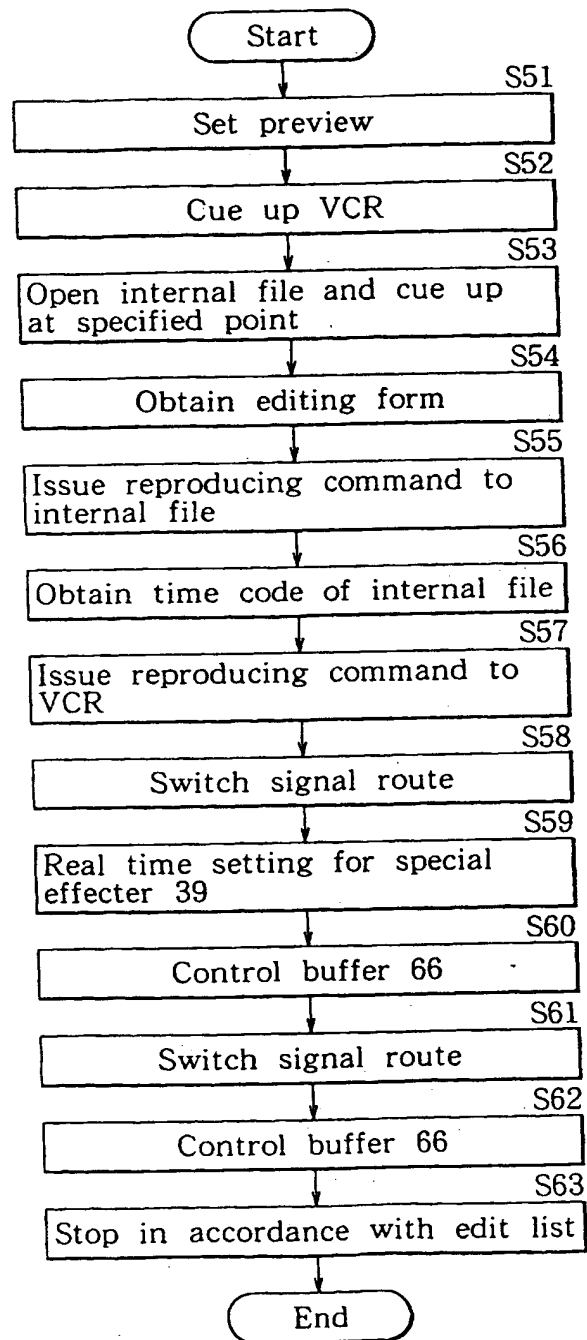 Start
S51
Set preview
S52
Cue up VCR
S53
Open internal file and cue up
at specified point
S54
Obtain editing form
S55
Issue reproducing command to
internal file
S56
Obtain time code of internal file
S57
Issue reproducing command to
VCR
S58
Switch signal route
S59
Real time setting for special
effecter 39
S60
Control buffer 66
S61
Switch signal route
S62
Control buffer 66
S63
Stop in accordance with edit list
End